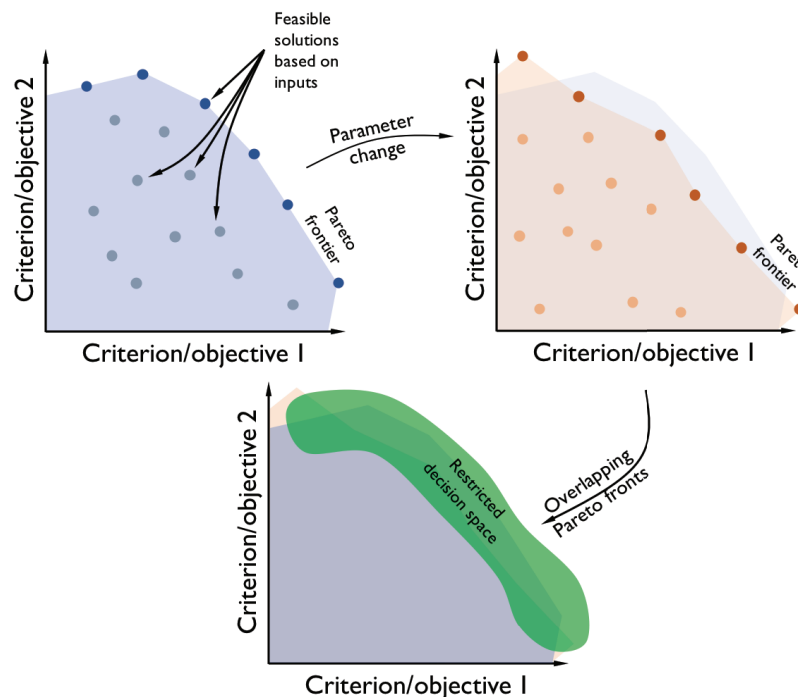 Feasible
solutions
based on
inputs
Criterion/objective 2
Pareto
frontier
Criterion/objective 1
Parameter
change
Criterion/objective 2
Pareto
frontier
Criterion/objective 1
Overlapping
Pareto fronts
Criterion/objective 2
Restricted
decision space
Criterion/objective 1